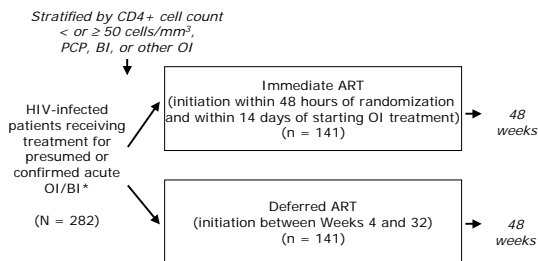 Stratified by CD4+ cell count
< or ≥ 50 cells/mm³,
PCP, BI, or other OI
HIV-infected
patients receiving
treatment for
presumed or
confirmed acute
OI/BI*
(N = 282)
Immediate ART
(initiation within 48 hours of randomization
and within 14 days of starting OI treatment)
(n = 141)
48
weeks
Deferred ART
(initiation between Weeks 4 and 32)
(n = 141)
48
weeks